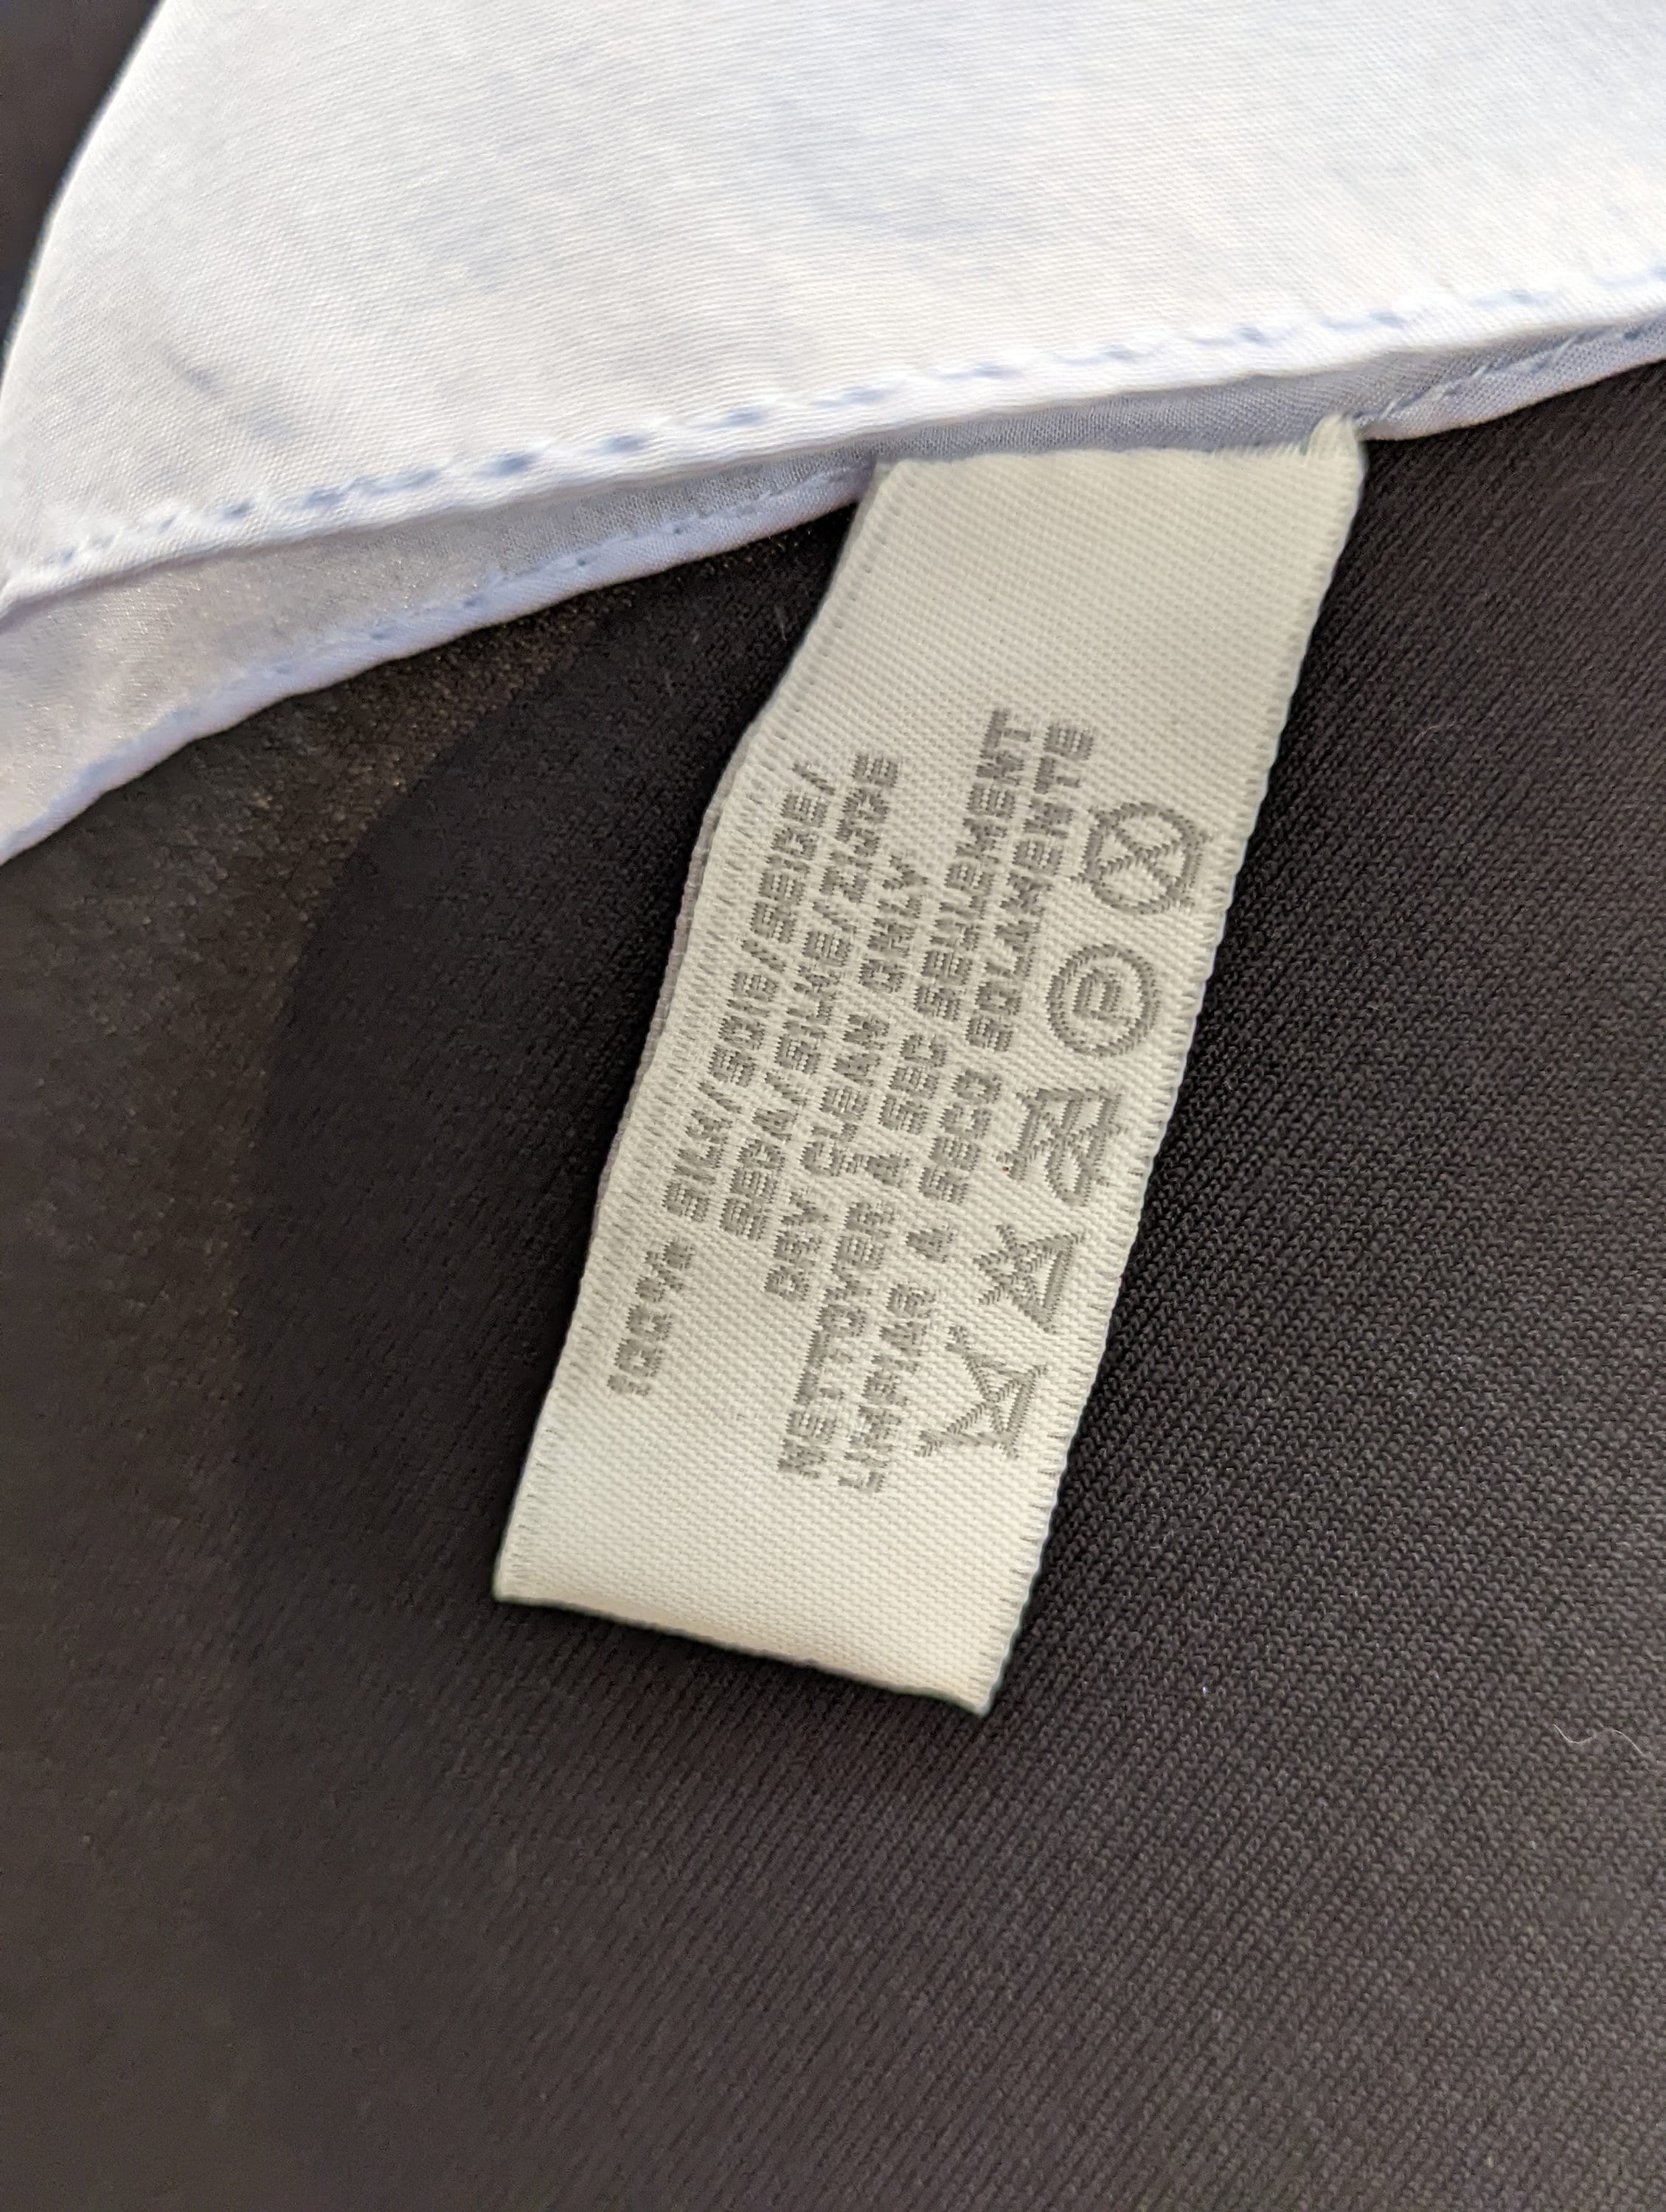 100% SILK/SOIE/SEIDE/
SEDA/SILKE/ZIJDE
DRY CLEAN ONLY
NETTOYER A SEC SEULEMENT
LIMPIAR A SECO SOLAMENTE
P